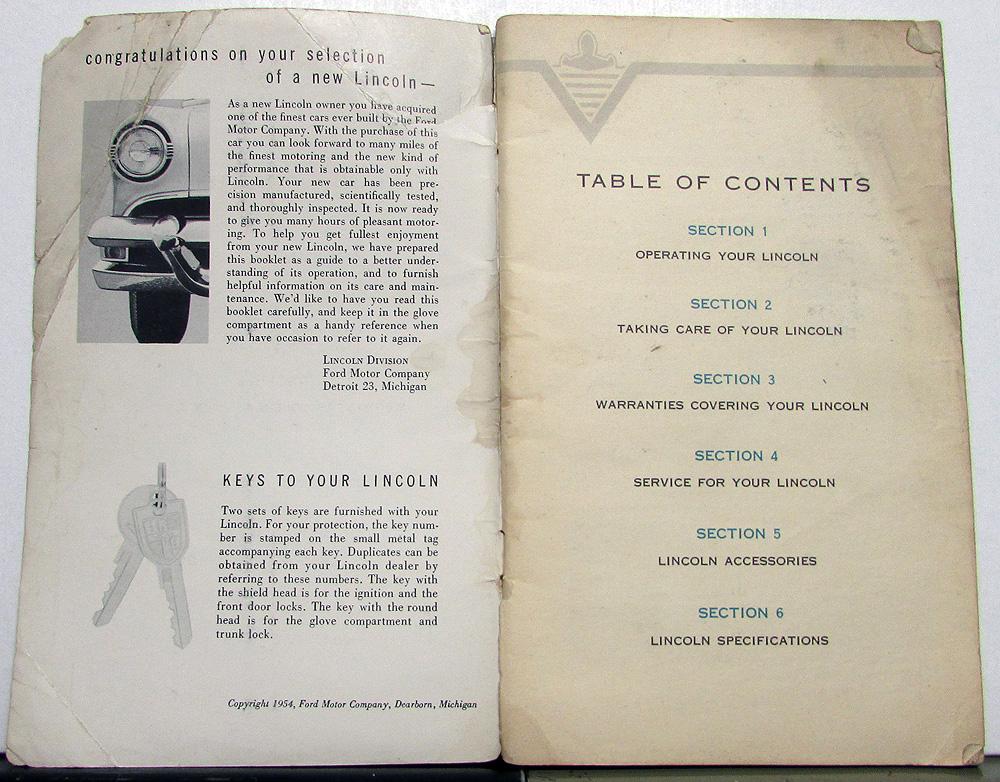 congratulations on your selection
of a new Lincoln—
As a new Lincoln owner you have acquired
one of the finest cars ever built by the Ford
Motor Company. With the purchase of this
car you can look forward to many miles of
the finest motoring and the new kind of
performance that is obtainable only with
Lincoln. Your new car has been pre-
cision manufactured, scientifically tested,
and thoroughly inspected. It is now ready
to give you many hours of pleasant motor-
ing. To help you get fullest enjoyment
from your new Lincoln, we have prepared
this booklet as a guide to a better under-
standing of its operation, and to furnish
helpful information on its care and main-
tenance. We'd like to have you read this
booklet carefully, and keep it in the glove
compartment as a handy reference when
you have occasion to refer to it again.
LINCOLN DIVISION
Ford Motor Company
Detroit 23, Michigan
KEYS TO YOUR LINCOLN
Two sets of keys are furnished with your
Lincoln. For your protection, the key num-
ber is stamped on the small metal tag
accompanying each key. Duplicates can be
obtained from your Lincoln dealer by
referring to these numbers. The key with
the shield head is for the ignition and the
front door locks. The key with the round
head is for the glove compartment and
trunk lock.
Copyright 1954, Ford Motor Company, Dearborn, Michigan
TABLE OF CONTENTS
SECTION 1
OPERATING YOUR LINCOLN
SECTION 2
TAKING CARE OF YOUR LINCOLN
SECTION 3
WARRANTIES COVERING YOUR LINCOLN
SECTION 4
SERVICE FOR YOUR LINCOLN
SECTION 5
LINCOLN ACCESSORIES
SECTION 6
LINCOLN SPECIFICATIONS